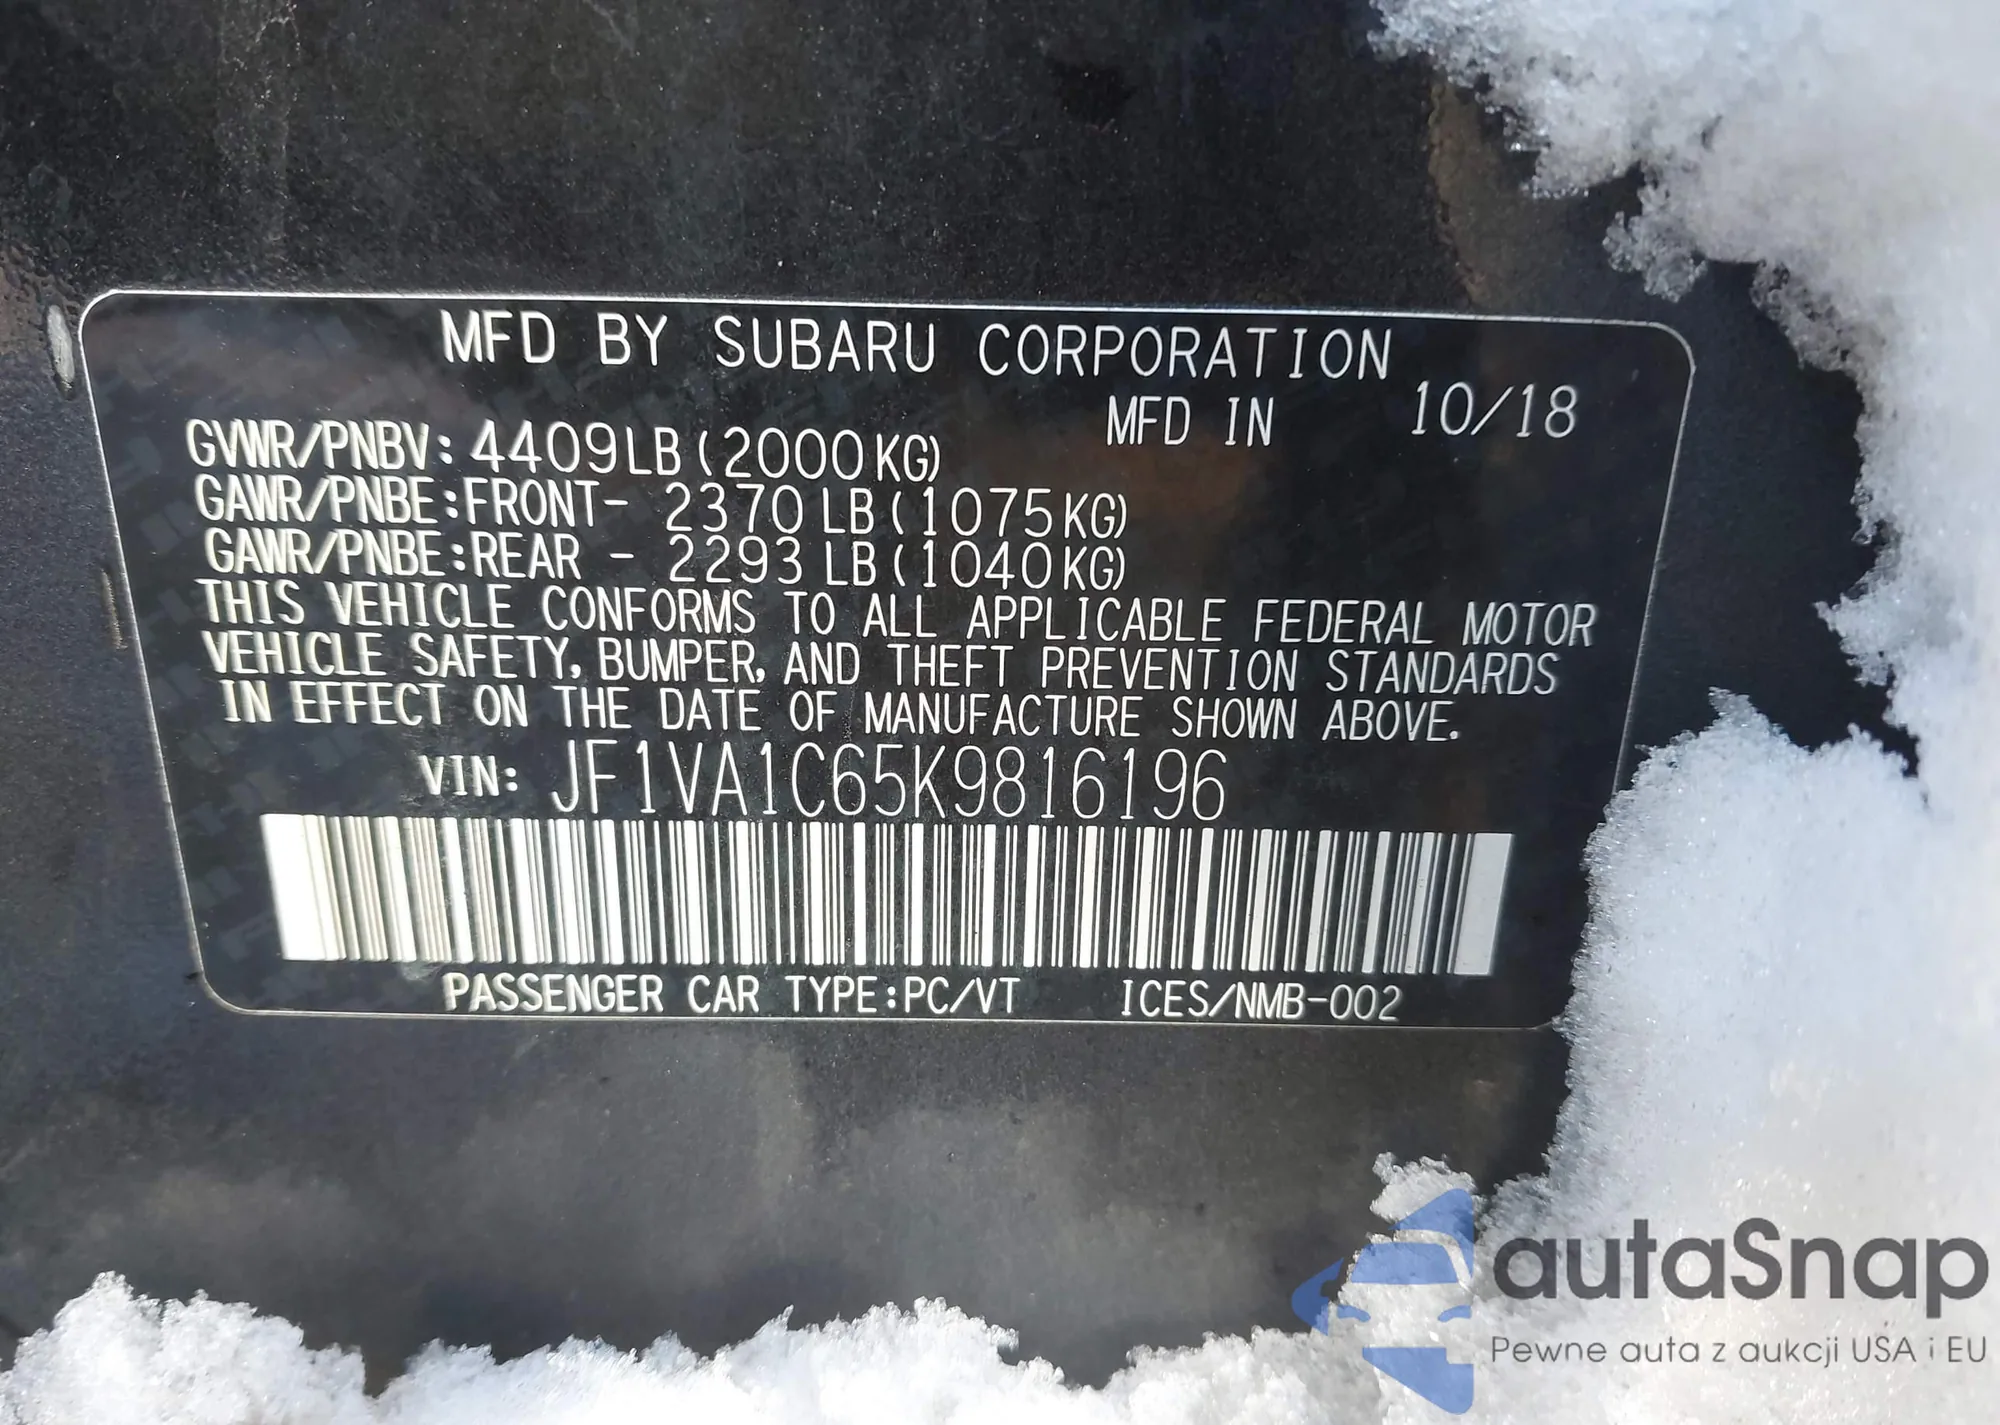 MFD BY SUBARU CORPORATION
MFD IN 10/18
GVWR/PNBV: 4409LB (2000KG)
GAWR/PNBE:FRONT- 2370LB (1075KG)
GAWR/PNBE:REAR - 2293LB (1040KG)
THIS VEHICLE CONFORMS TO ALL APPLICABLE FEDERAL MOTOR
VEHICLE SAFETY, BUMPER, AND THEFT PREVENTION STANDARDS
IN EFFECT ON THE DATE OF MANUFACTURE SHOWN ABOVE.
VIN: JF1VA1C65K9816196
PASSENGER CAR TYPE:PC/VT ICES/NMB-002
autaSnap
Pewne auta z aukcji USA i EU